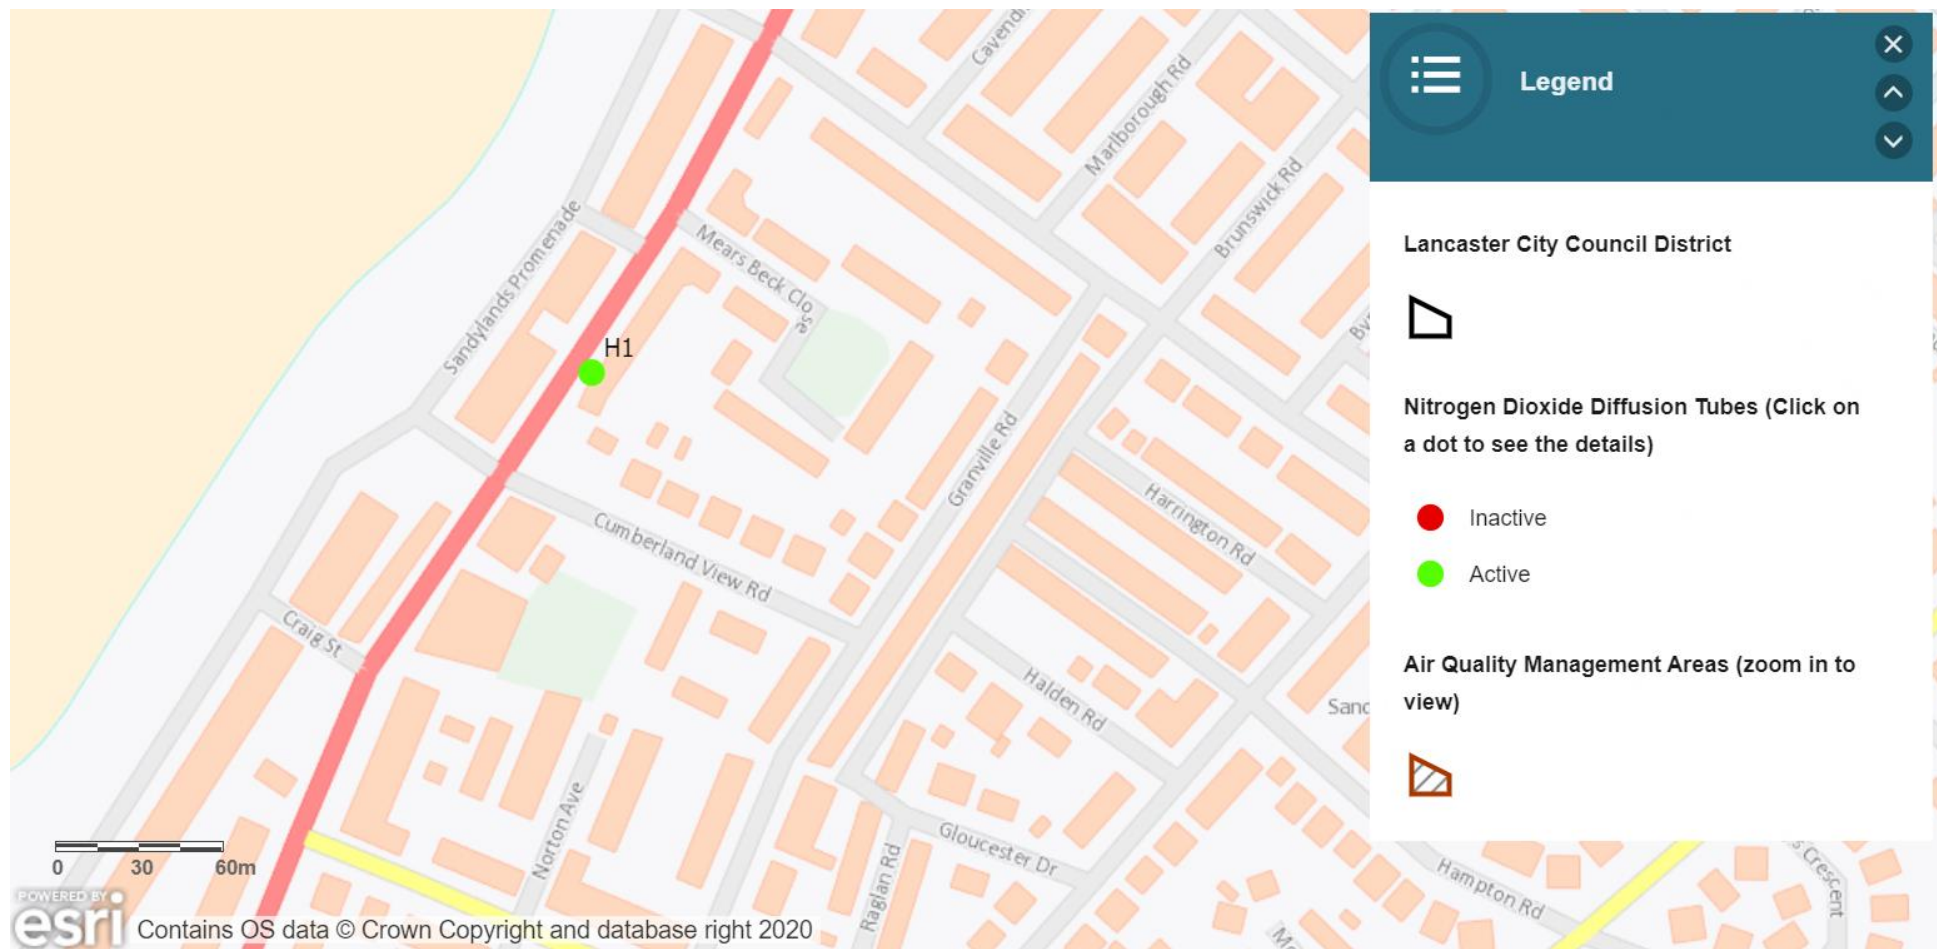 Cavendi
Marlborough Rd
Brunswick Rd
Sandylands Promenade
Mears Beck Close
H1
Granville Rd
Harrington Rd
Cumberland View Rd
Craig St
Halden Rd
Sand
Norton Ave
Gloucester Dr
Raglan Rd
Hampton Rd
s Crescent
Legend
Lancaster City Council District
Nitrogen Dioxide Diffusion Tubes (Click on
a dot to see the details)
Inactive
Active
Air Quality Management Areas (zoom in to
view)
0 30 60m
POWERED BY
esri
Contains OS data © Crown Copyright and database right 2020